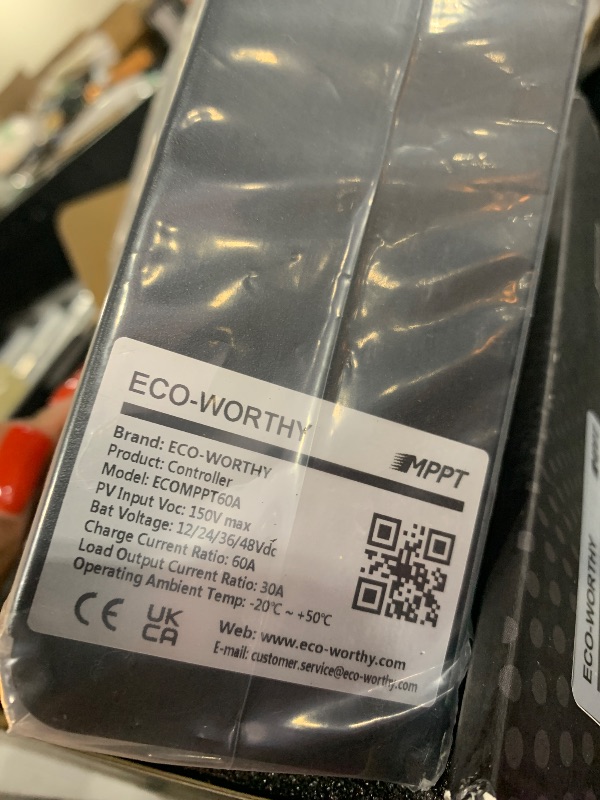 ECO-WORTHY
MPPT
Brand: ECO-WORTHY
Product: Controller
Model: ECOMPPT60A
PV Input Voc: 150V max
Bat Voltage: 12/24/36/48Vdc
Charge Current Ratio: 60A
Load Output Current Ratio: 30A
Operating Ambient Temp: -20℃ ~ +50℃
CE
UK
CA
Web: www.eco-worthy.com
E-mail: customer.service@eco-worthy.com
ECO-WORTHY